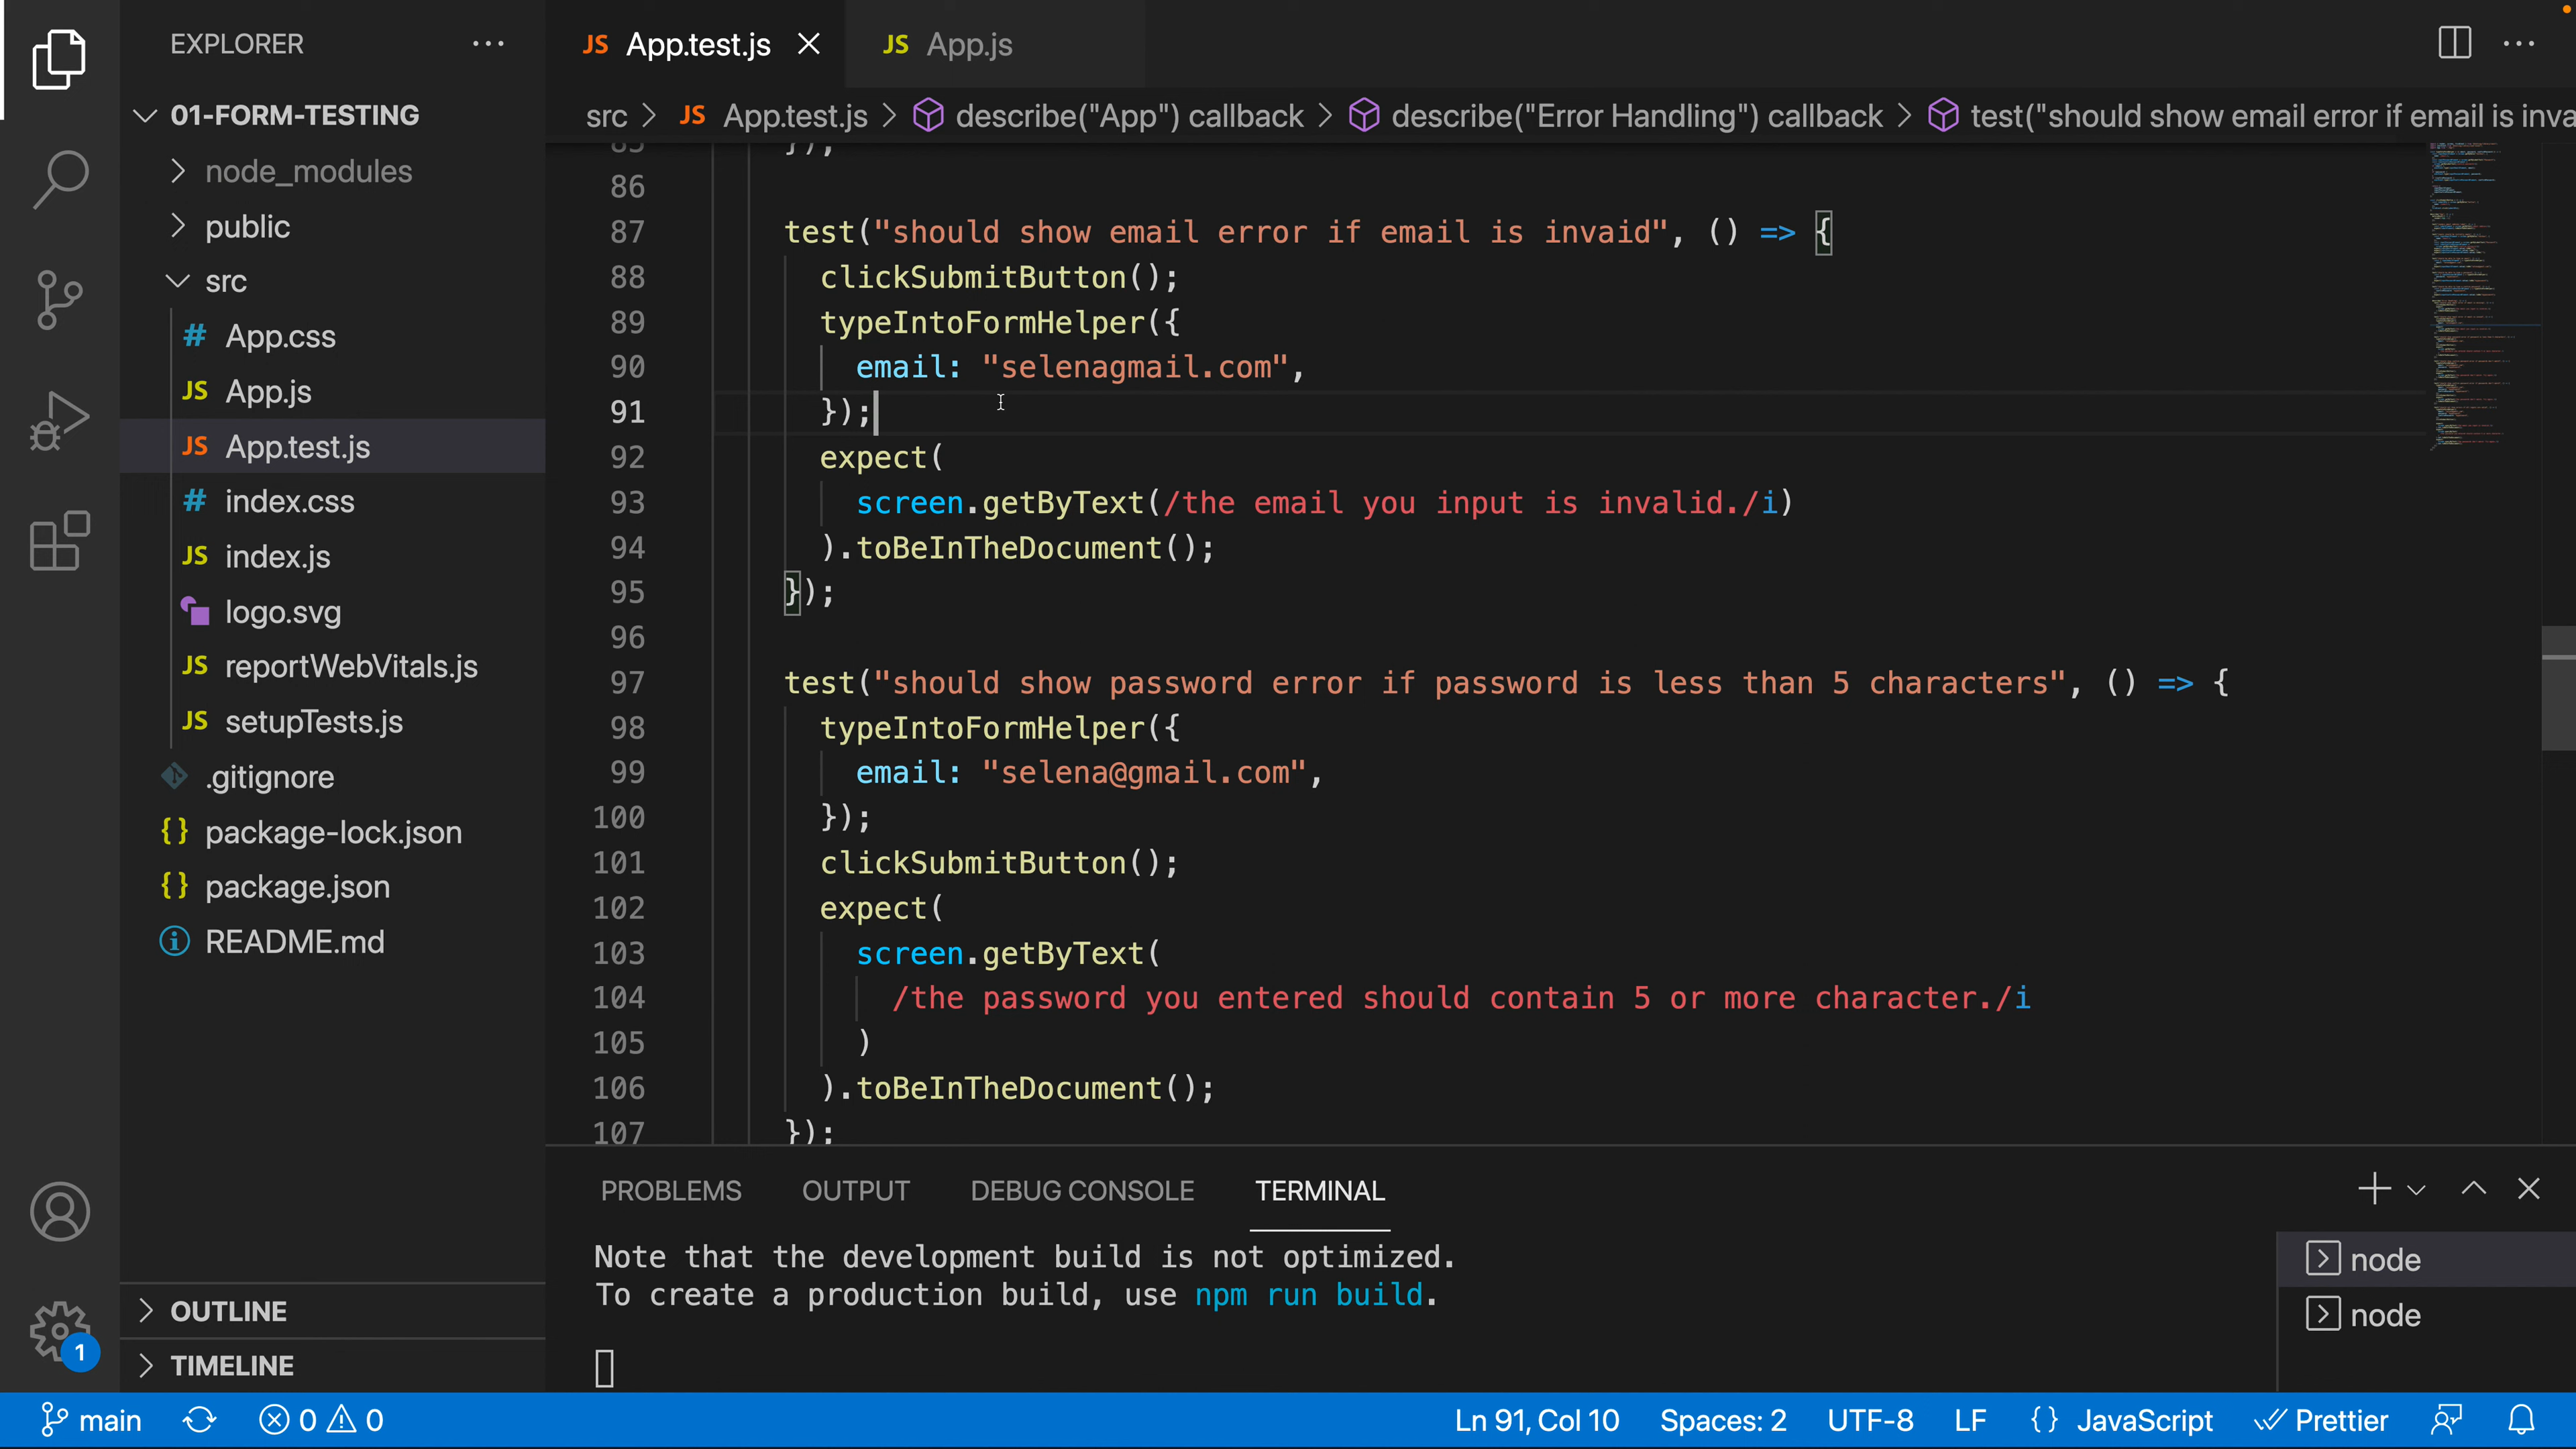 EXPLORER
01-FORM-TESTING
node_modules
public
src
# App.css
JS App.js
JS App.test.js
# index.css
JS index.js
logo.svg
JS reportWebVitals.js
JS setupTests.js
.gitignore
{} package-lock.json
{} package.json
README.md
OUTLINE
TIMELINE
JS App.test.js
JS App.js
src > JS App.test.js > describe("App") callback > describe("Error Handling") callback > test("should show email error if email is inva
85 });
86
87 test("should show email error if email is invaid", () => {
88 clickSubmitButton();
89 typeIntoFormHelper({
90 email: "selenagmail.com",
91 });
92 expect(
93 screen.getByText(/the email you input is invalid./i)
94 ).toBeInTheDocument();
95 });
96
97 test("should show password error if password is less than 5 characters", () => {
98 typeIntoFormHelper({
99 email: "selena@gmail.com",
100 });
101 clickSubmitButton();
102 expect(
103 screen.getByText(
104 /the password you entered should contain 5 or more character./i
105 )
106 ).toBeInTheDocument();
107 });
PROBLEMS OUTPUT DEBUG CONSOLE TERMINAL
Note that the development build is not optimized.
To create a production build, use npm run build.
node
node
1
main 0 0 Ln 91, Col 10 Spaces: 2 UTF-8 LF {} JavaScript Prettier